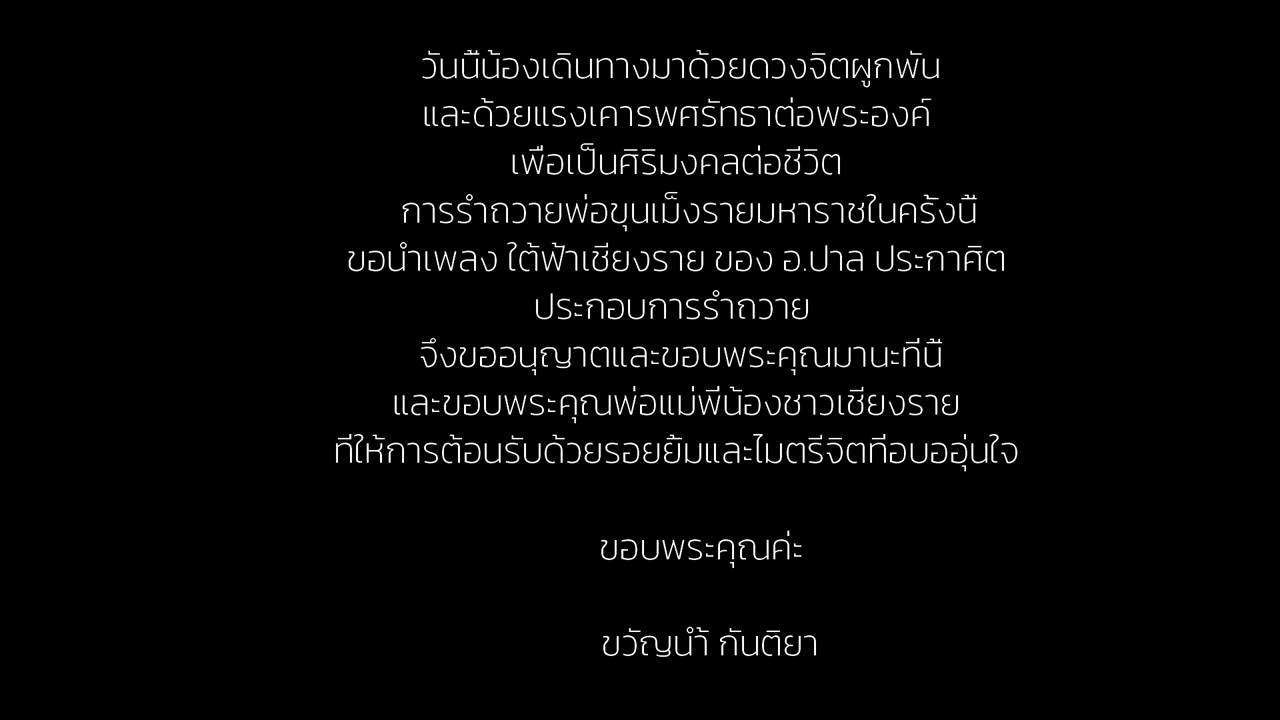 วันนี้น้องเดินทางมาด้วยดวงจิตผูกพัน
และด้วยแรงเคารพศรัทธาต่อพระองค์
เพื่อเป็นศิริมงคลต่อชีวิต
การรำถวายพ่อขุนเม็งรายมหาราชในครั้งนี้
ขอนำเพลง ใต้ฟ้าเชียงราย ของ อ.ปาล ประกาศิต
ประกอบการรำถวาย
จึงขออนุญาตและขอบพระคุณมานะที่นี้
และขอบพระคุณพ่อแม่พี่น้องชาวเชียงราย
ที่ให้การต้อนรับด้วยรอยยิ้มและไมตรีจิตที่อบออุ่นใจ
ขอบพระคุณค่ะ
ขวัญน้ำ กันติยา